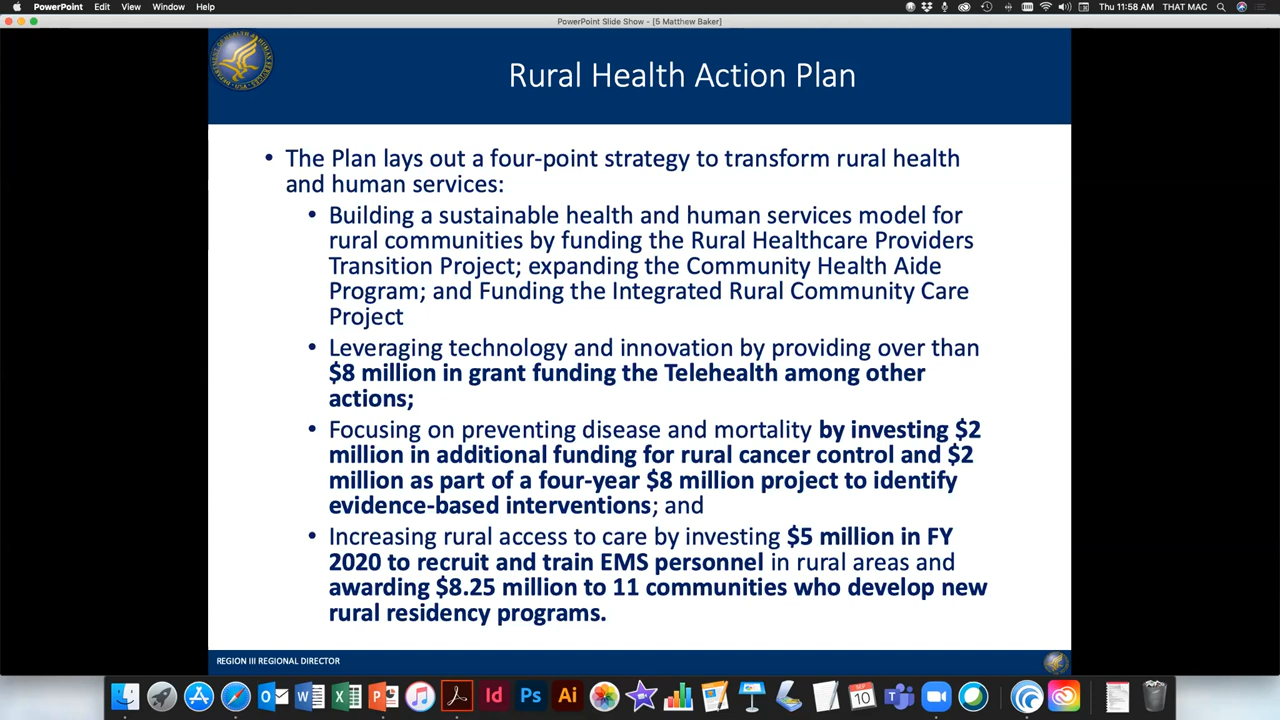 PowerPoint File Edit View Window Help
Thu 11:58 AM THAT MAC
PowerPoint Slide Show - [5 Matthew Baker]
Rural Health Action Plan
• The Plan lays out a four-point strategy to transform rural health
and human services:
• Building a sustainable health and human services model for
rural communities by funding the Rural Healthcare Providers
Transition Project; expanding the Community Health Aide
Program; and Funding the Integrated Rural Community Care
Project
• Leveraging technology and innovation by providing over than
$8 million in grant funding the Telehealth among other
actions;
• Focusing on preventing disease and mortality by investing $2
million in additional funding for rural cancer control and $2
million as part of a four-year $8 million project to identify
evidence-based interventions; and
• Increasing rural access to care by investing $5 million in FY
2020 to recruit and train EMS personnel in rural areas and
awarding $8.25 million to 11 communities who develop new
rural residency programs.
REGION III REGIONAL DIRECTOR
Id Ps Ai
SEP
10